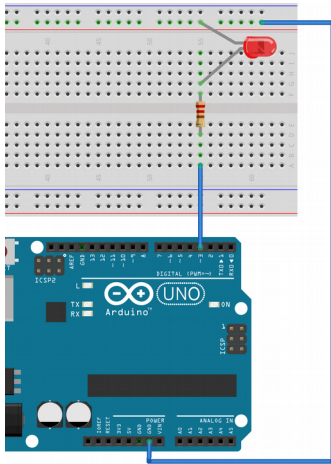 AREF
GND
13
12
~11
~10
~9
8
7
~6
~5
4
~3
2
TX▶1
RX◀0
DIGITAL (PWM=~)
ICSP2
L
TX
RX
UNO
Arduino™
ON
1
ICSP
POWER
ANALOG IN
IOREF
RESET
3V3
5V
GND
GND
VIN
A0
A1
A2
A3
A4
A5